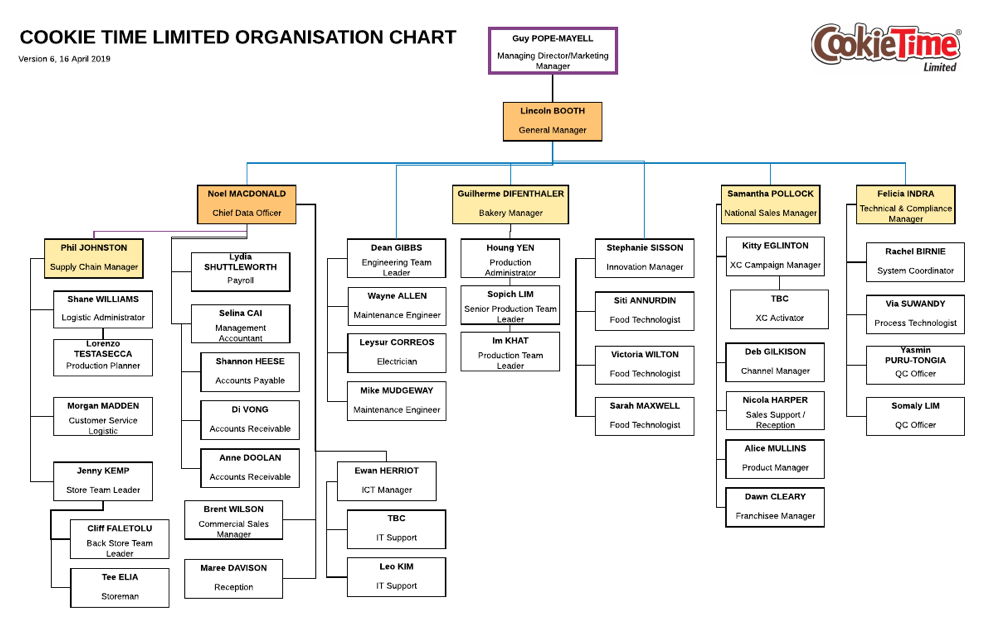 COOKIE TIME LIMITED ORGANISATION CHART
Version 6, 16 April 2019
CookieTime®
Limited
Guy POPE-MAYELL
Managing Director/Marketing
Manager
Lincoln BOOTH
General Manager
Noel MACDONALD
Chief Data Officer
Guilherme DIFENTHALER
Bakery Manager
Samantha POLLOCK
National Sales Manager
Felicia INDRA
Technical & Compliance
Manager
Phil JOHNSTON
Supply Chain Manager
Shane WILLIAMS
Logistic Administrator
Lorenzo
TESTASECCA
Production Planner
Morgan MADDEN
Customer Service
Logistic
Jenny KEMP
Store Team Leader
Cliff FALETOLU
Back Store Team
Leader
Tee ELIA
Storeman
Lydia
SHUTTLEWORTH
Payroll
Selina CAI
Management
Accountant
Shannon HEESE
Accounts Payable
Di VONG
Accounts Receivable
Anne DOOLAN
Accounts Receivable
Brent WILSON
Commercial Sales
Manager
Maree DAVISON
Reception
Ewan HERRIOT
ICT Manager
TBC
IT Support
Leo KIM
IT Support
Dean GIBBS
Engineering Team
Leader
Wayne ALLEN
Maintenance Engineer
Leysur CORREOS
Electrician
Mike MUDGEWAY
Maintenance Engineer
Houng YEN
Production
Administrator
Sopich LIM
Senior Production Team
Leader
Im KHAT
Production Team
Leader
Stephanie SISSON
Innovation Manager
Siti ANNURDIN
Food Technologist
Victoria WILTON
Food Technologist
Sarah MAXWELL
Food Technologist
Kitty EGLINTON
XC Campaign Manager
TBC
XC Activator
Deb GILKISON
Channel Manager
Nicola HARPER
Sales Support /
Reception
Alice MULLINS
Product Manager
Dawn CLEARY
Franchisee Manager
Rachel BIRNIE
System Coordinator
Via SUWANDY
Process Technologist
Yasmin
PURU-TONGIA
QC Officer
Somaly LIM
QC Officer